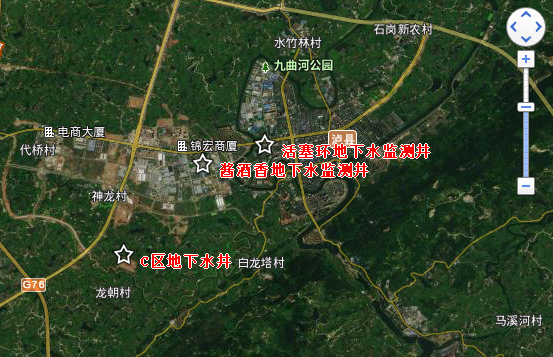 石岗新农村
水竹林村
九曲河公园
电商大厦
锦宏商厦
泸县
代桥村
活塞环地下水监测井
酱酒香地下水监测井
神龙村
C区地下水井
白龙塔村
G76
龙朝村
马溪河村